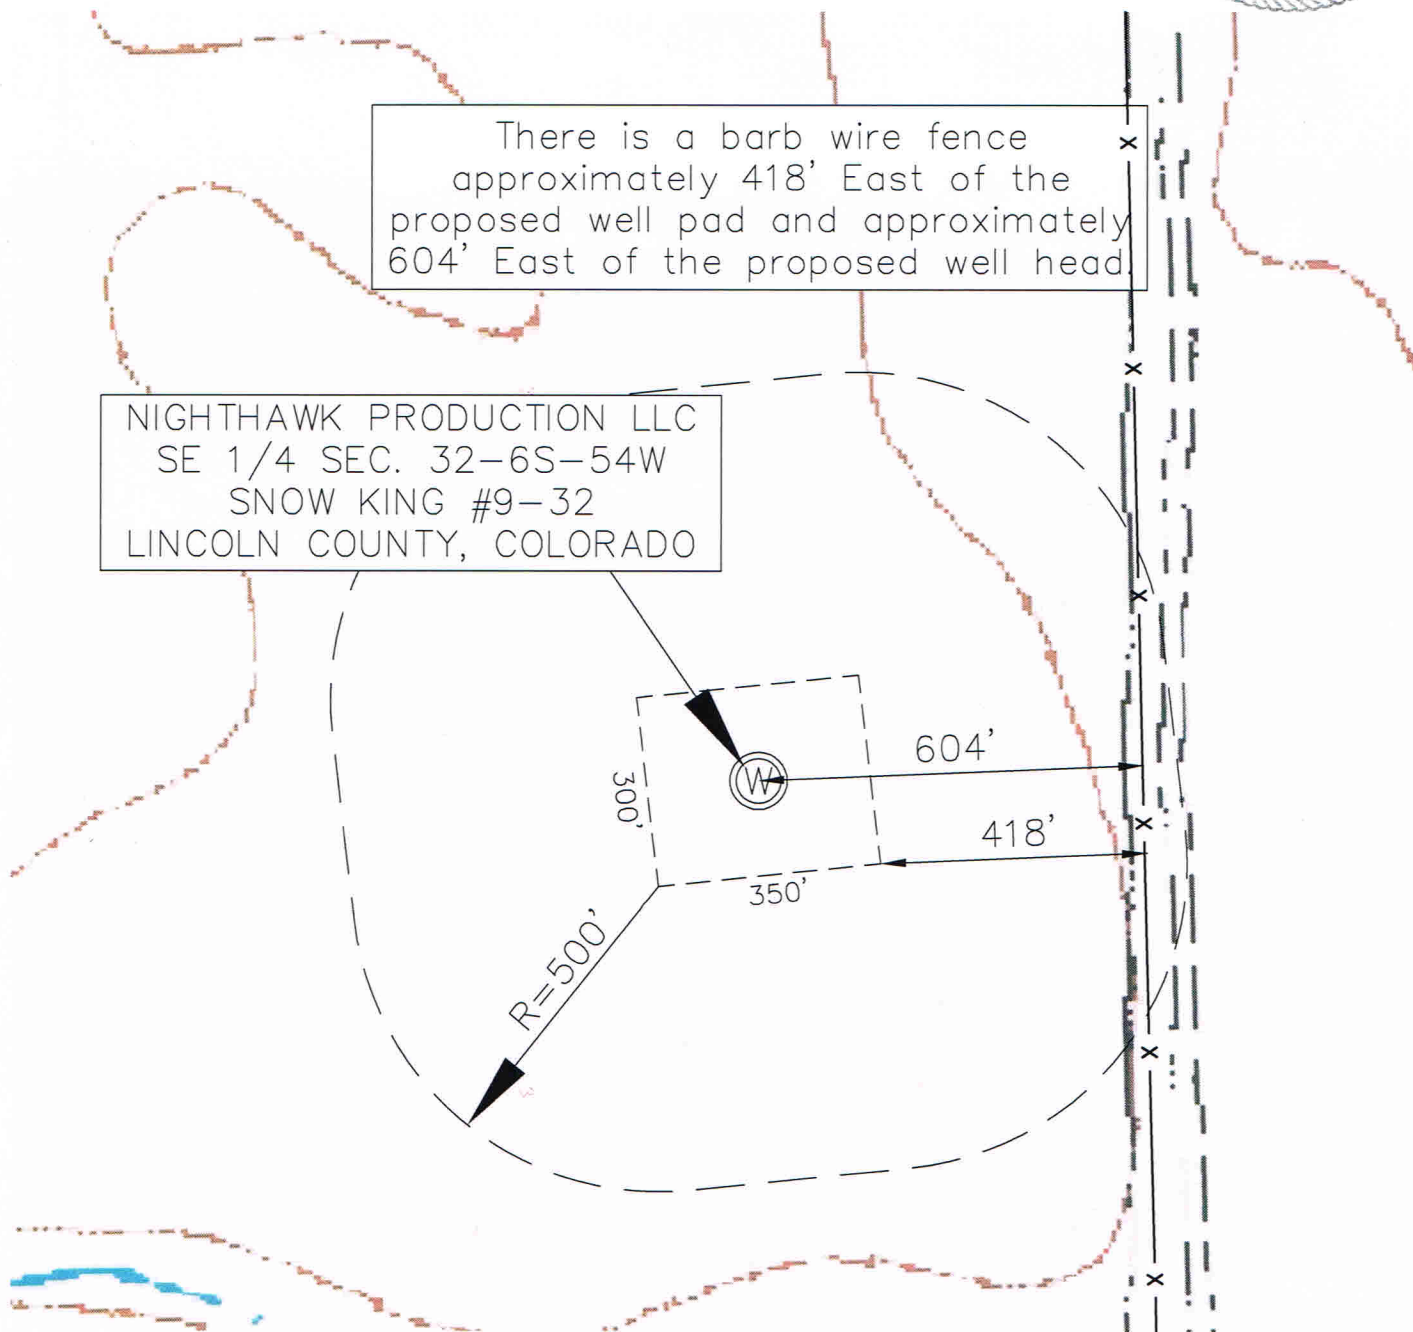 There is a barb wire fence
approximately 418' East of the
proposed well pad and approximately
604' East of the proposed well head.
NIGHTHAWK PRODUCTION LLC
SE 1/4 SEC. 32-6S-54W
SNOW KING #9-32
LINCOLN COUNTY, COLORADO
604'
W
300'
418'
350'
R=500'
X
X
X
X
X
X